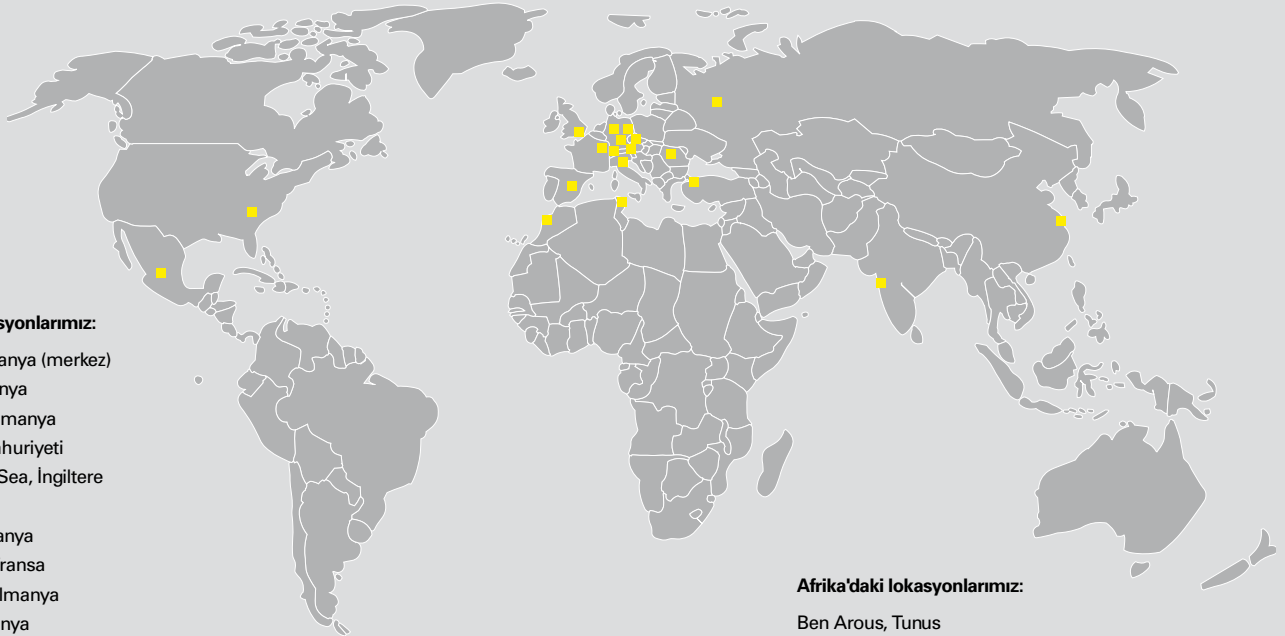 syonlarımız:
anya (merkez)
nya
manya
huriyeti
Sea, İngiltere
anya
ransa
lmanya
nya
Afrika'daki lokasyonlarımız:
Ben Arous, Tunus